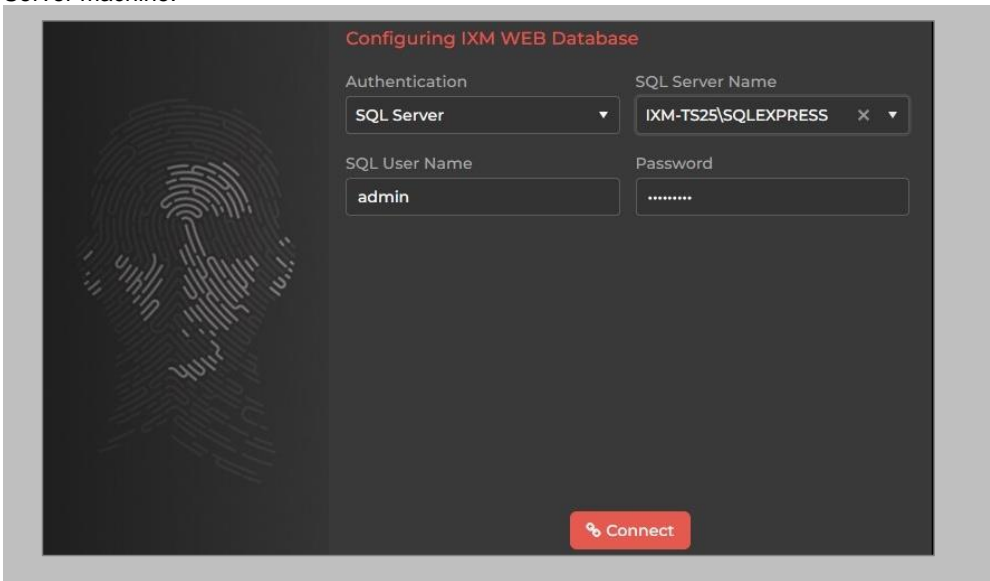 Server machine.
Configuring IXM WEB Database
Authentication
SQL Server Name
SQL Server
IXM-TS25\SQLEXPRESS
SQL User Name
Password
admin
•••••••••
Connect